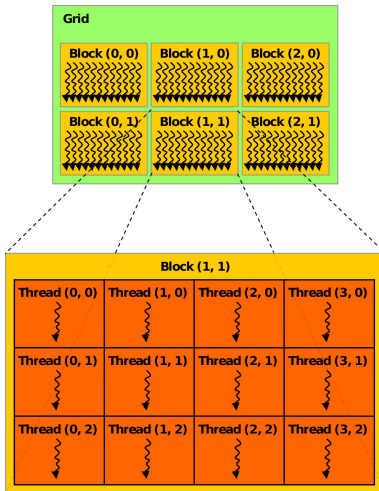 Grid
Block (0, 0) Block (1, 0) Block (2, 0)
Block (0, 1) Block (1, 1) Block (2, 1)
Block (1, 1)
Thread (0, 0) Thread (1, 0) Thread (2, 0) Thread (3, 0)
Thread (0, 1) Thread (1, 1) Thread (2, 1) Thread (3, 1)
Thread (0, 2) Thread (1, 2) Thread (2, 2) Thread (3, 2)